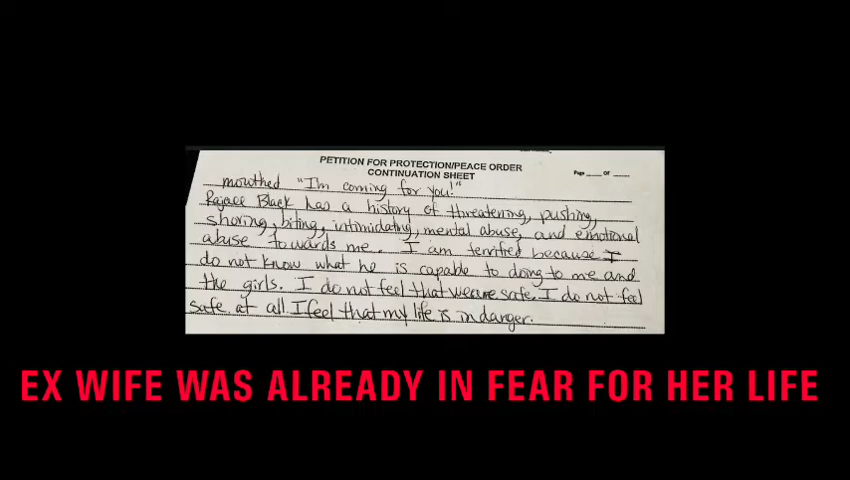 PETITION FOR PROTECTION/PEACE ORDER
CONTINUATION SHEET
Page ____ Of ____
mouthed "I'm coming for you!"
Rajaee Black has a history of threatening, pushing,
shoving, biting, intimidating, mental abuse, and emotional
abuse towards me. I am terrified because I
do not know what he is capable to doing to me and
the girls. I do not feel that we are safe. I do not feel
safe at all. I feel that my life is in danger.
EX WIFE WAS ALREADY IN FEAR FOR HER LIFE